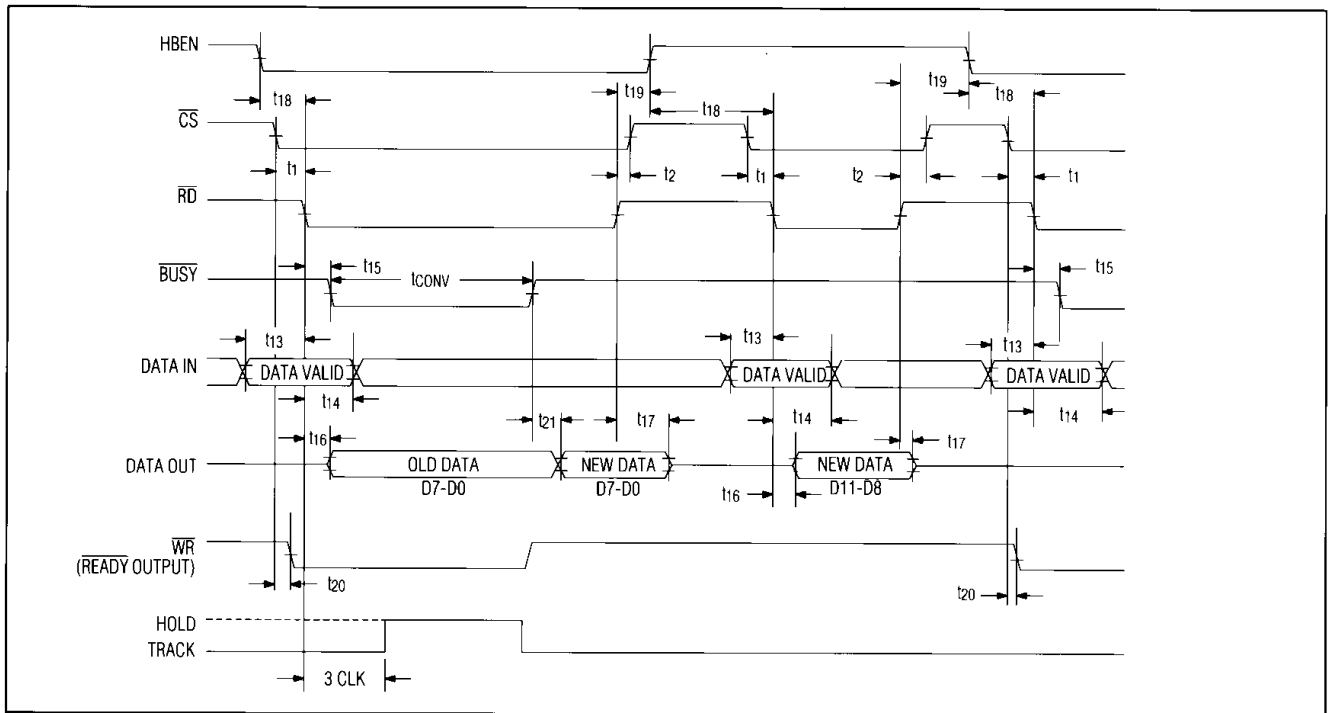 HBEN
t18
t19
t18
t19
t18
CS
t1
t2
t1
t2
t1
RD
BUSY
t15
tCONV
t15
t13
t13
t13
DATA IN
DATA VALID
DATA VALID
DATA VALID
t14
t14
t14
t16
t21
t17
t17
DATA OUT
OLD DATA
D7-D0
NEW DATA
D7-D0
NEW DATA
D11-D8
t16
WR
(READY OUTPUT)
t20
t20
HOLD
TRACK
3 CLK